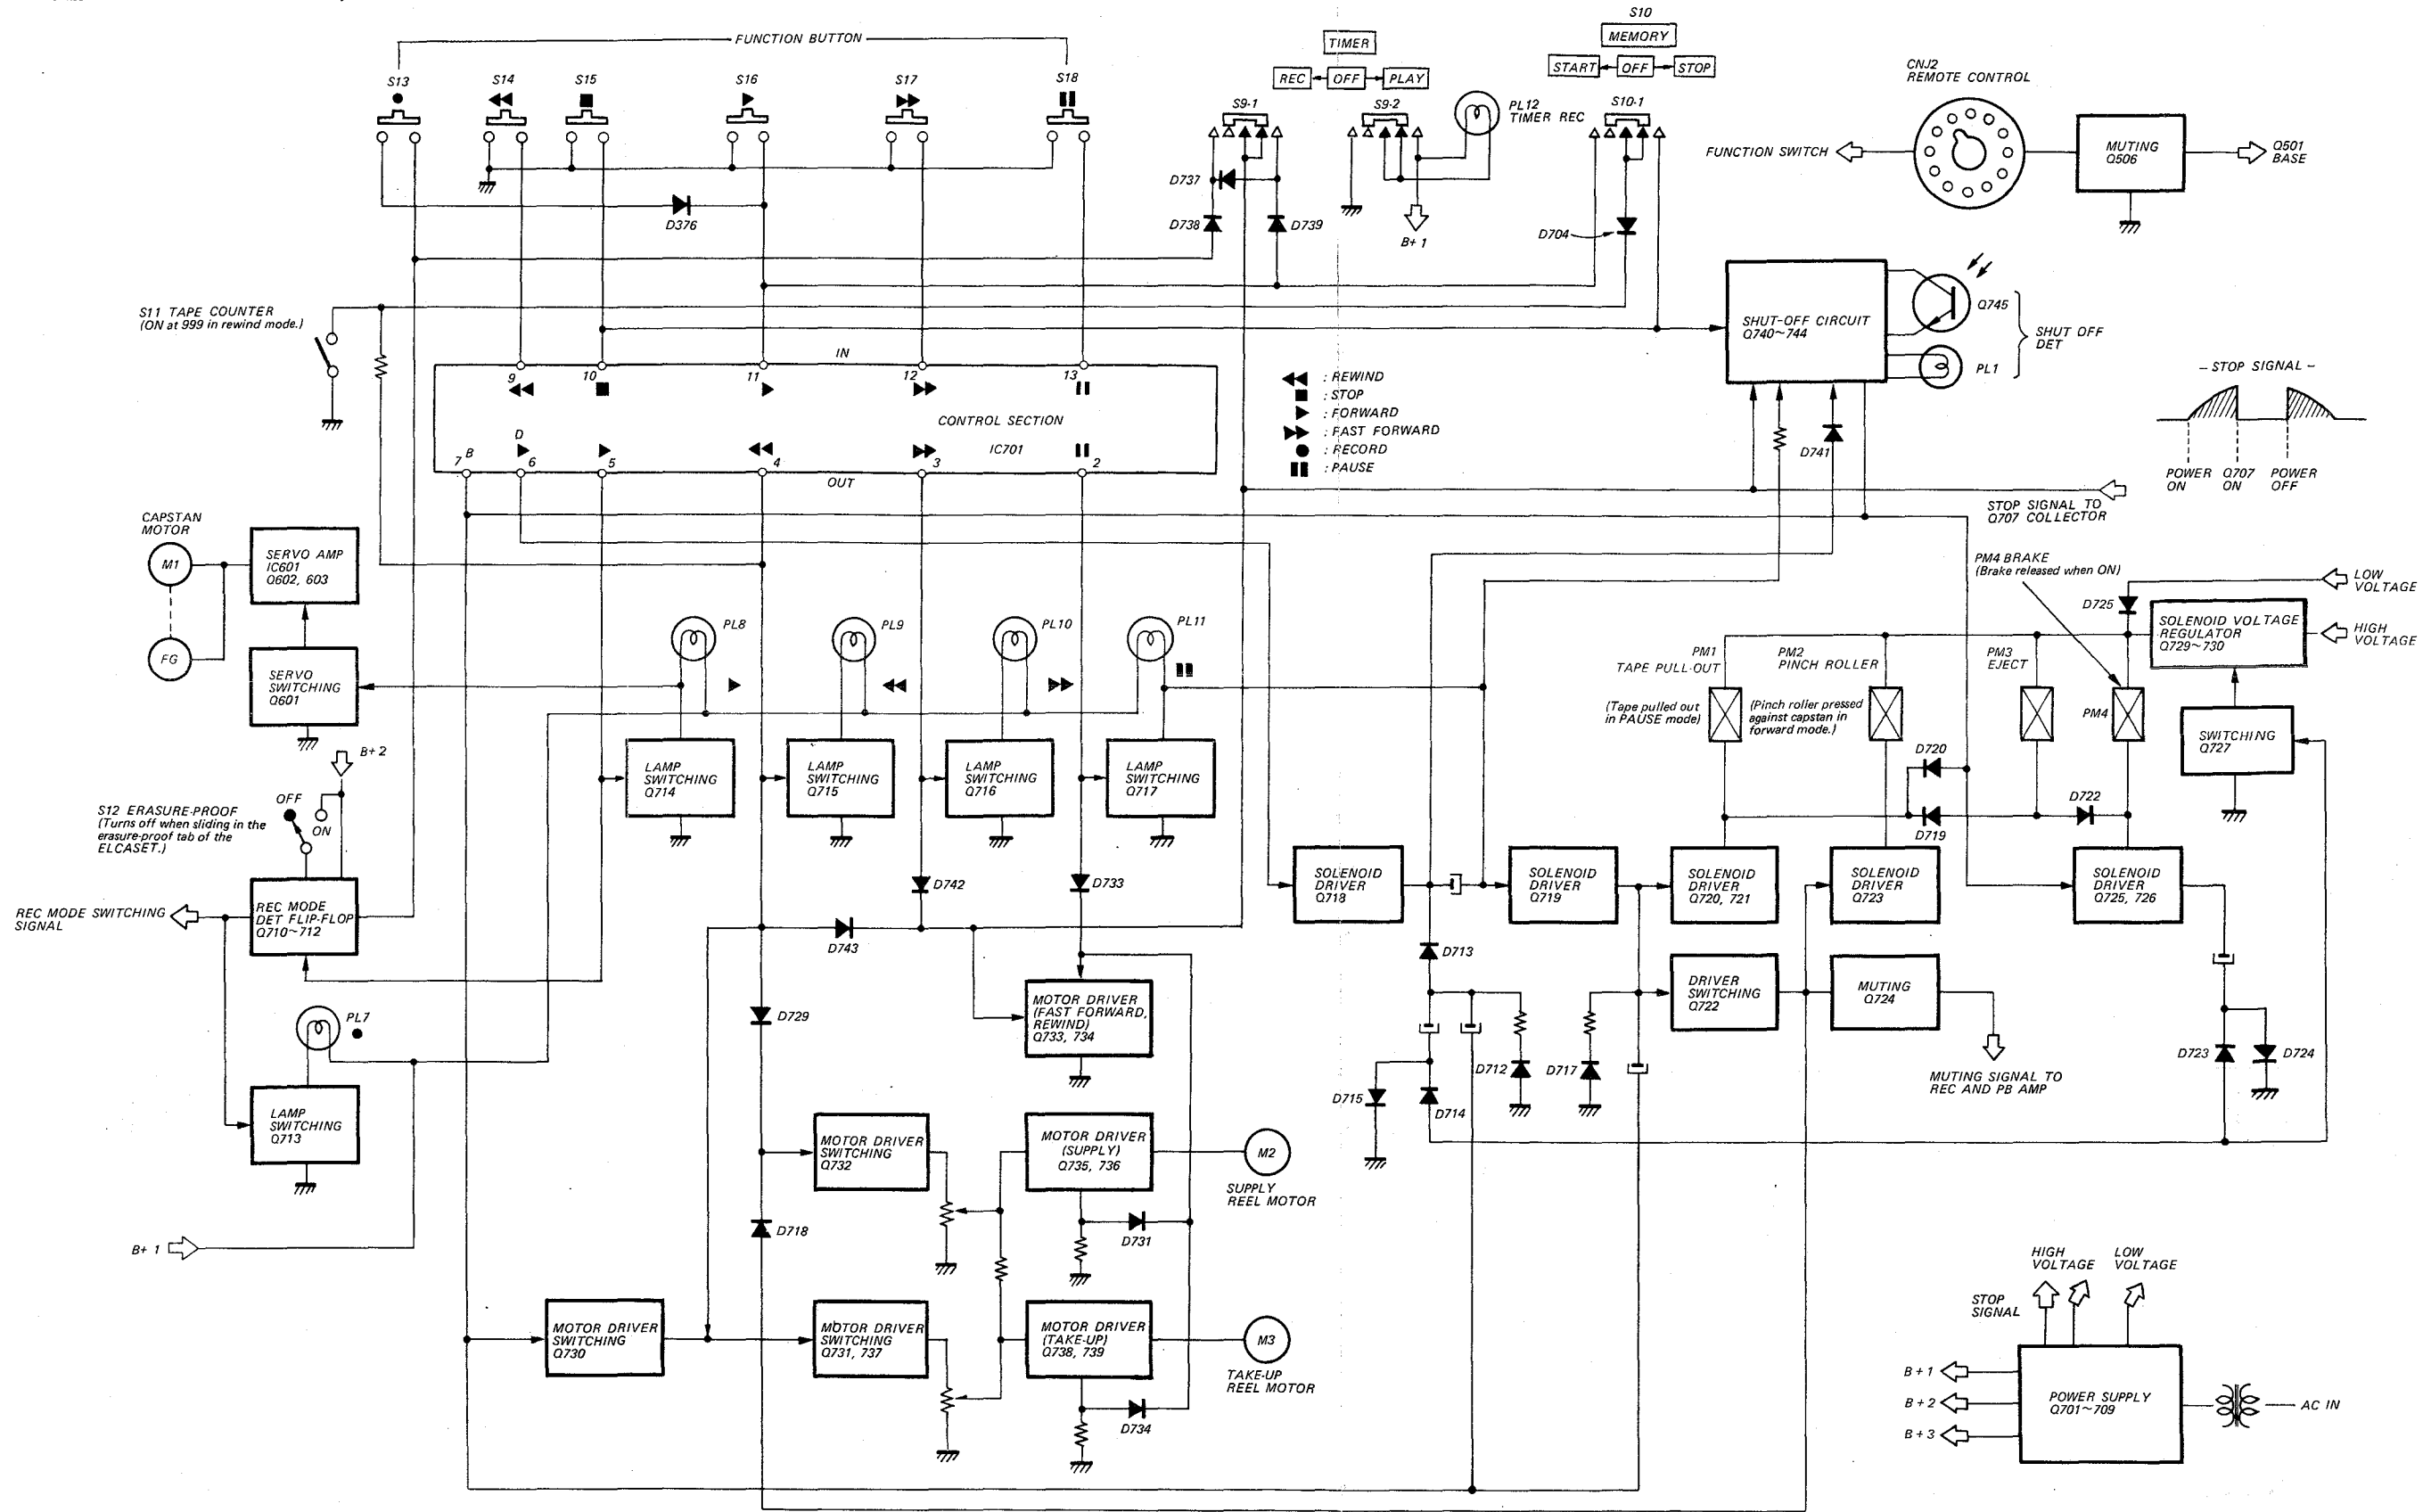 FUNCTION BUTTON
S13
S14
S15
S16
S17
S18
TIMER
REC
OFF
PLAY
S9-1
S9-2
PL12
TIMER REC
S10
MEMORY
START
OFF
STOP
S10-1
CNJ2
REMOTE CONTROL
FUNCTION SWITCH
MUTING
Q506
Q501
BASE
D376
D737
D738
D739
B+ 1
D704
S11 TAPE COUNTER
(ON at 999 in rewind mode.)
SHUT-OFF CIRCUIT
Q740~744
Q745
PL1
SHUT OFF
DET
D741
IN
9
10
11
12
13
CONTROL SECTION
IC701
7
B
D
6
5
4
3
2
OUT
: REWIND
: STOP
: FORWARD
: FAST FORWARD
: RECORD
: PAUSE
– STOP SIGNAL –
POWER
ON
Q707
ON
POWER
OFF
STOP SIGNAL TO
Q707 COLLECTOR
CAPSTAN
MOTOR
M1
FG
SERVO AMP
IC601
Q602, 603
SERVO
SWITCHING
Q601
PL8
PL9
PL10
PL11
LAMP
SWITCHING
Q714
LAMP
SWITCHING
Q715
LAMP
SWITCHING
Q716
LAMP
SWITCHING
Q717
PM4 BRAKE
(Brake released when ON)
LOW
VOLTAGE
D725
SOLENOID VOLTAGE
REGULATOR
Q729~730
HIGH
VOLTAGE
PM1
TAPE PULL-OUT
(Tape pulled out
in PAUSE mode)
PM2
PINCH ROLLER
(Pinch roller pressed
against capstan in
forward mode.)
PM3
EJECT
PM4
SWITCHING
Q727
D720
D719
D722
B+ 2
S12 ERASURE-PROOF
(Turns off when sliding in the
erasure-proof tab of the
ELCASET.)
OFF
ON
REC MODE SWITCHING
SIGNAL
REC MODE
DET FLIP-FLOP
Q710~712
D742
D733
D743
SOLENOID
DRIVER
Q718
SOLENOID
DRIVER
Q719
SOLENOID
DRIVER
Q720, 721
SOLENOID
DRIVER
Q723
SOLENOID
DRIVER
Q725, 726
D713
DRIVER
SWITCHING
Q722
MUTING
Q724
MUTING SIGNAL TO
REC AND PB AMP
D712
D717
D715
D714
D723
D724
PL7
LAMP
SWITCHING
Q713
B+ 1
D729
MOTOR DRIVER
(FAST FORWARD,
REWIND)
Q733, 734
MOTOR DRIVER
SWITCHING
Q732
MOTOR DRIVER
(SUPPLY)
Q735, 736
M2
SUPPLY
REEL MOTOR
D718
D731
MOTOR DRIVER
SWITCHING
Q730
MOTOR DRIVER
SWITCHING
Q731, 737
MOTOR DRIVER
(TAKE-UP)
Q738, 739
M3
TAKE-UP
REEL MOTOR
D734
HIGH
VOLTAGE
LOW
VOLTAGE
STOP
SIGNAL
B + 1
B + 2
B + 3
POWER SUPPLY
Q701~709
AC IN